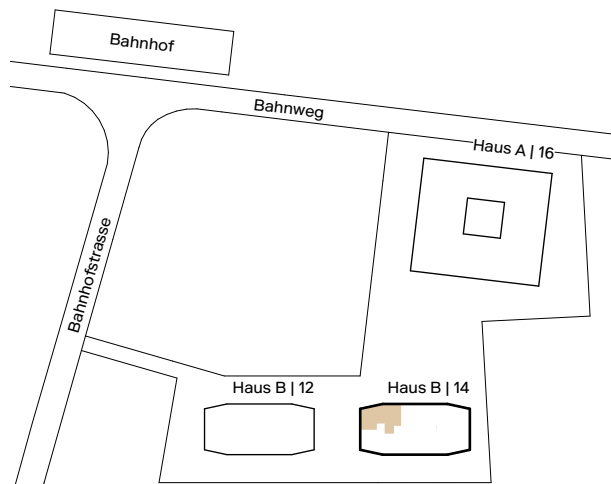 Bahnhof
Bahnweg
Haus A | 16
Bahnhofstrasse
Haus B | 12
Haus B | 14